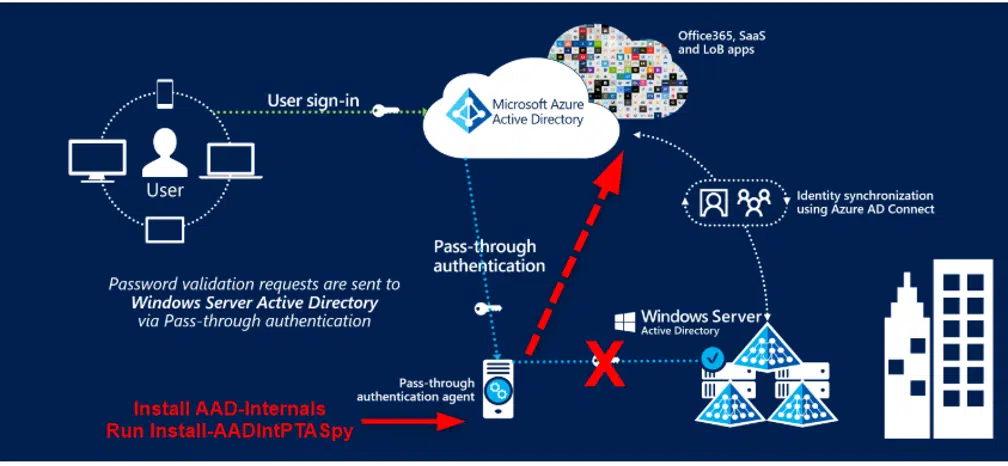 Office365, SaaS
and LoB apps
User sign-in
Microsoft Azure
Active Directory
User
Identity synchronization
using Azure AD Connect
Pass-through
authentication
Password validation requests are sent to
Windows Server Active Directory
via Pass-through authentication
Windows Server
Active Directory
X
Pass-through
authentication agent
Install AAD-Internals
Run Install-AADIntPTASpy